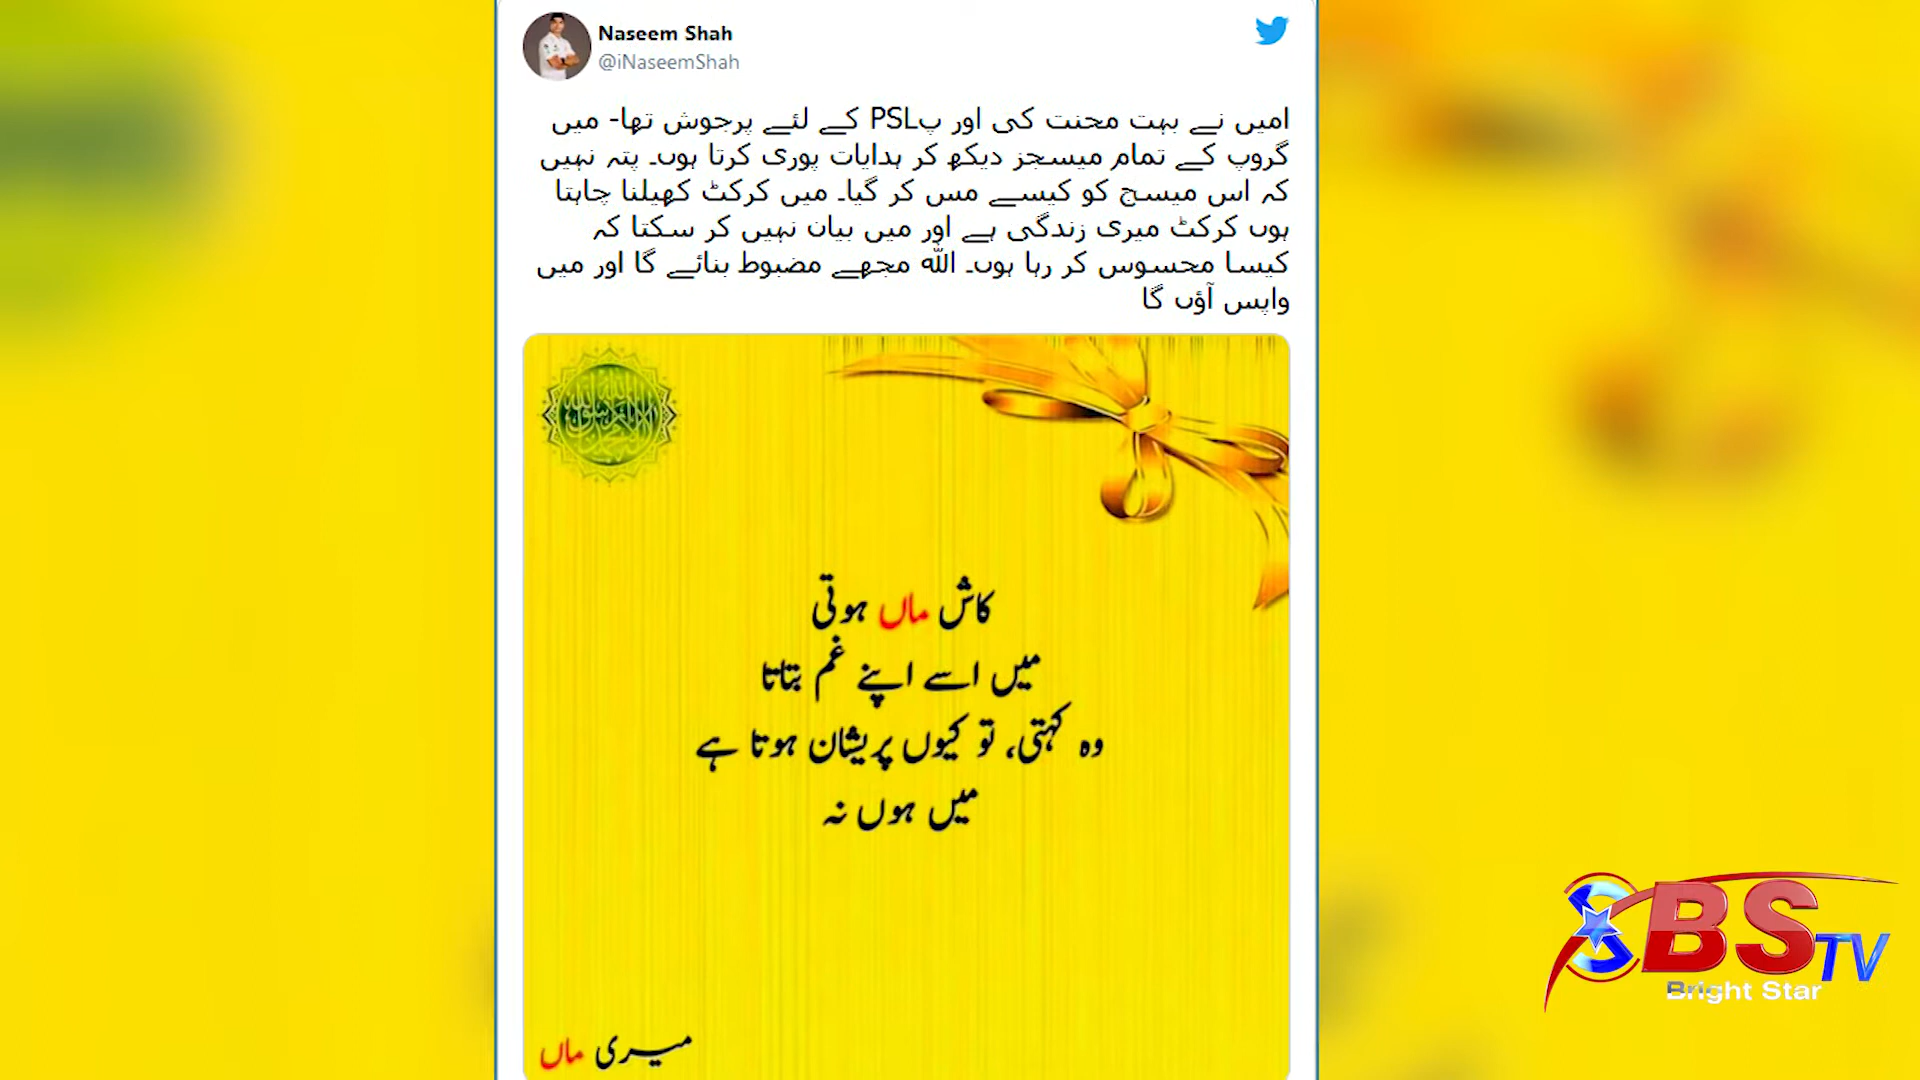 Naseem Shah
@iNaseemShah
امیں نے بہت محنت کی اور پPSL کے لئے پرجوش تھا- میں
گروپ کے تمام میسجز دیکھ کر ہدایات پوری کرتا ہوں۔ پتہ نہیں
کہ اس میسج کو کیسے مس کر گیا۔ میں کرکٹ کھیلنا چاہتا
ہوں کرکٹ میری زندگی ہے اور میں بیان نہیں کر سکتا کہ
کیسا محسوس کر رہا ہوں۔ اللہ مجھے مضبوط بنائے گا اور میں
واپس آؤں گا
کاش ماں ہوتی
میں اسے اپنے غم بتاتا
وہ کہتی، تو کیوں پریشان ہوتا ہے
میں ہوں نہ
میری ماں
BS TV
Bright Star